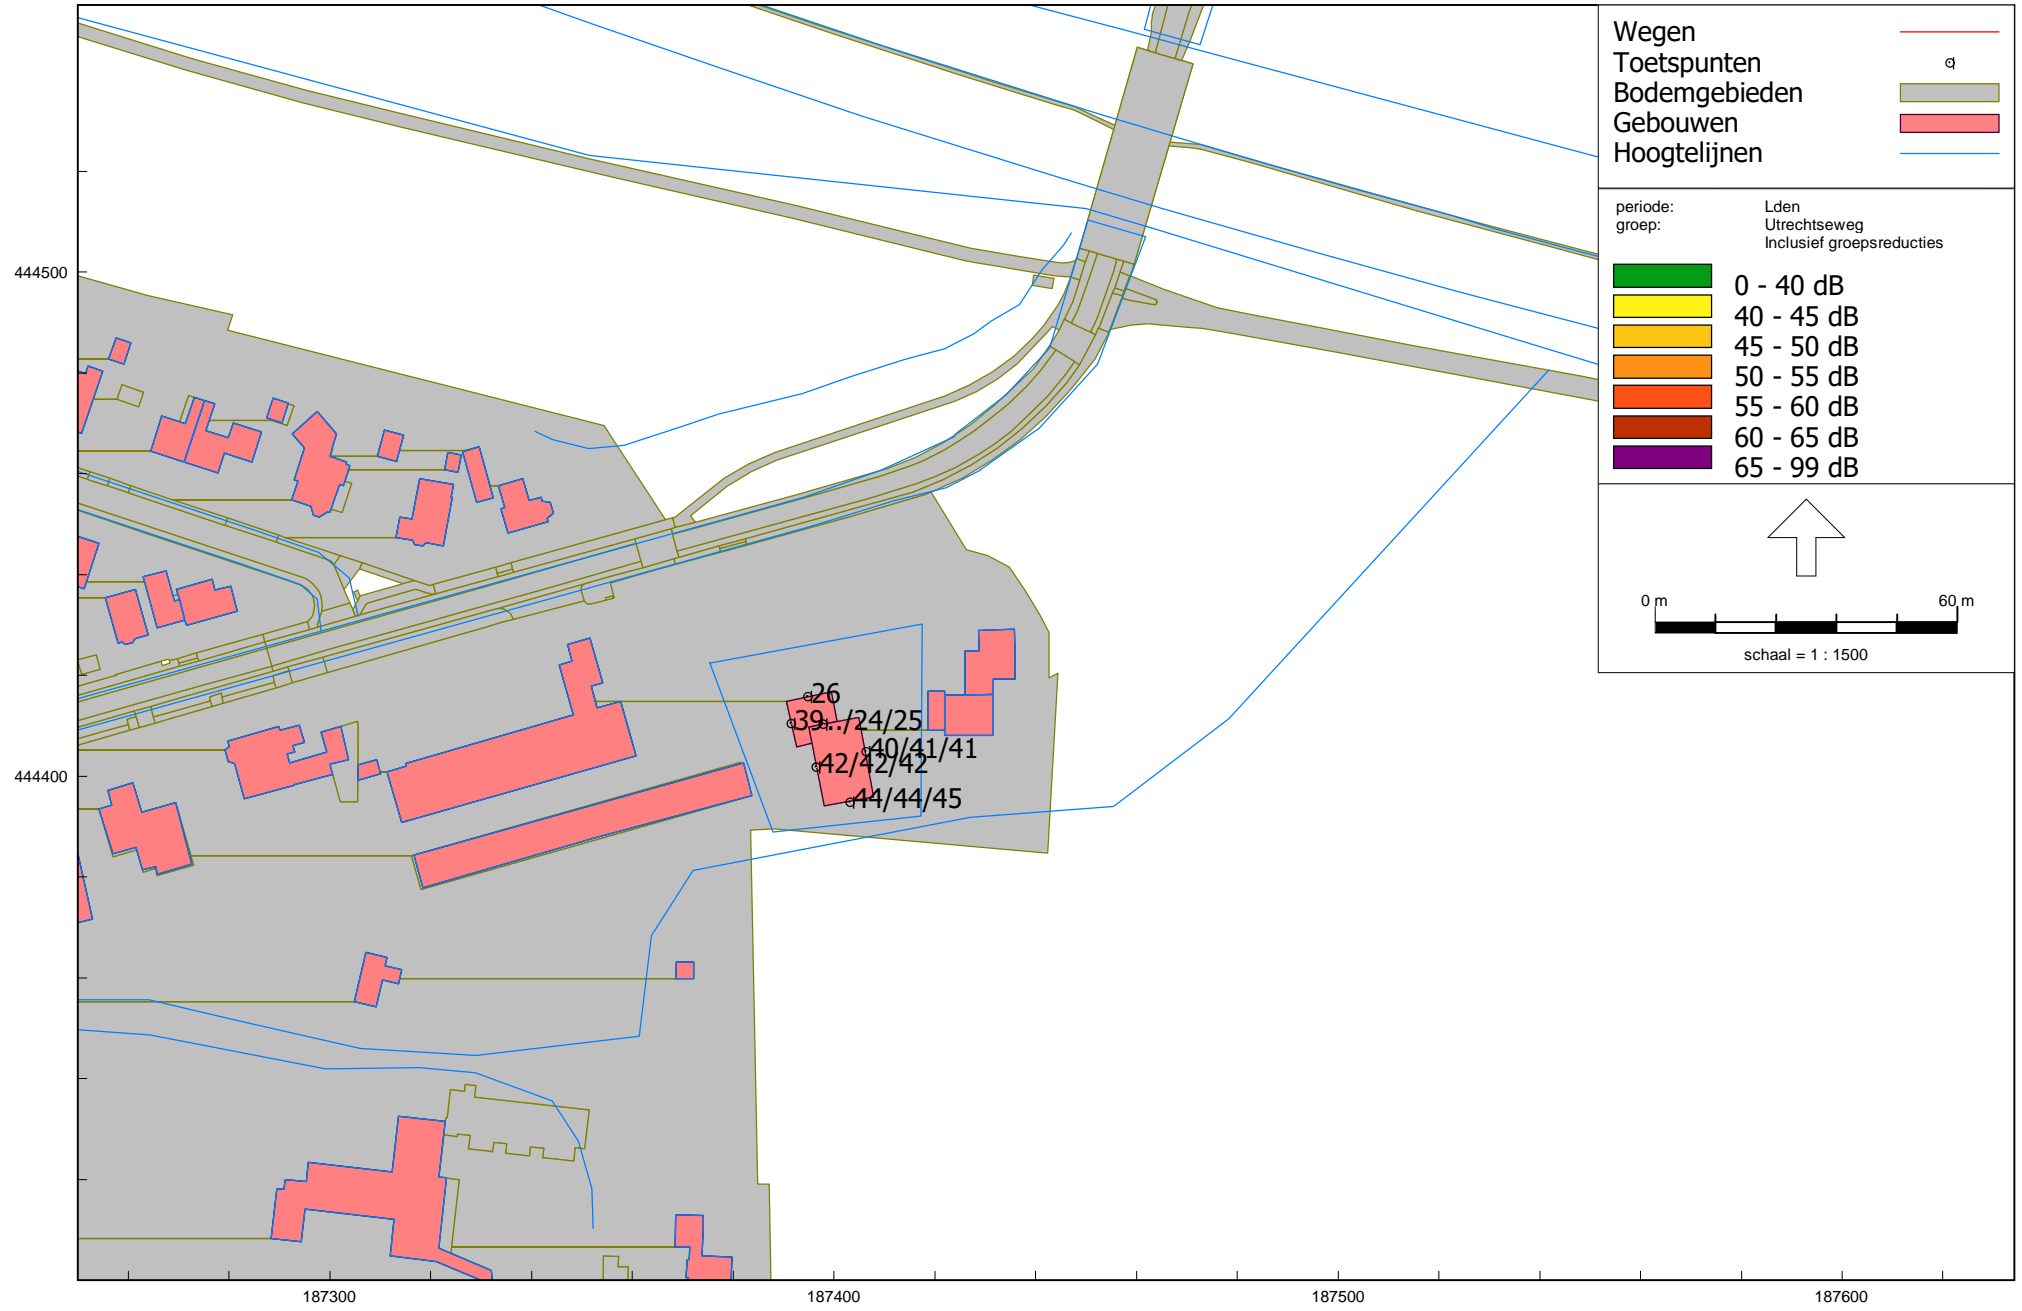 Wegen
Toetspunten
Bodemgebieden
Gebouwen
Hoogtelijnen
periode: Lden
groep: Utrechtseweg
Inclusief groepsreducties
0 - 40 dB
40 - 45 dB
45 - 50 dB
50 - 55 dB
55 - 60 dB
60 - 65 dB
65 - 99 dB
0 m 60 m
schaal = 1 : 1500
444500
26
39
../24/25
40/41/41
42/42/42
444400
44/44/45
187300 187400 187500 187600